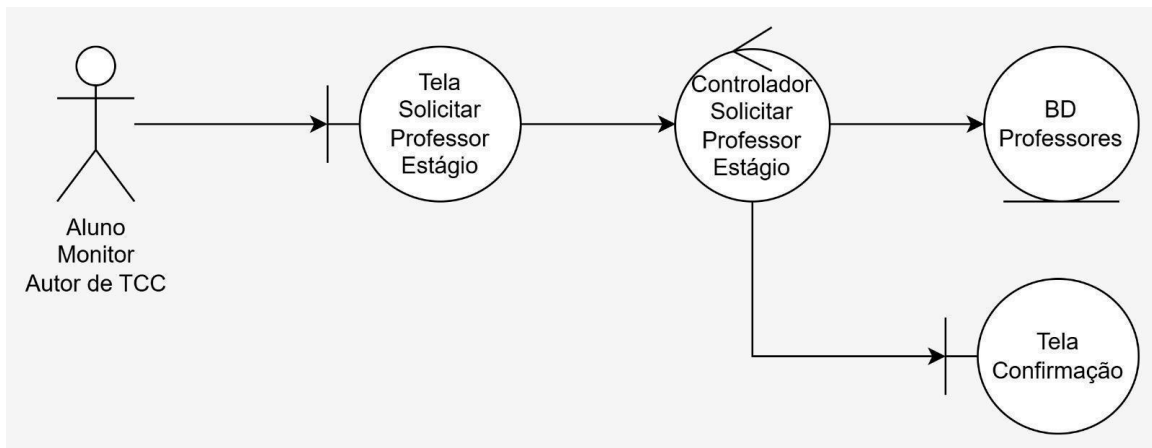 Aluno
Monitor
Autor de TCC
Tela
Solicitar
Professor
Estágio
Controlador
Solicitar
Professor
Estágio
BD
Professores
Tela
Confirmação